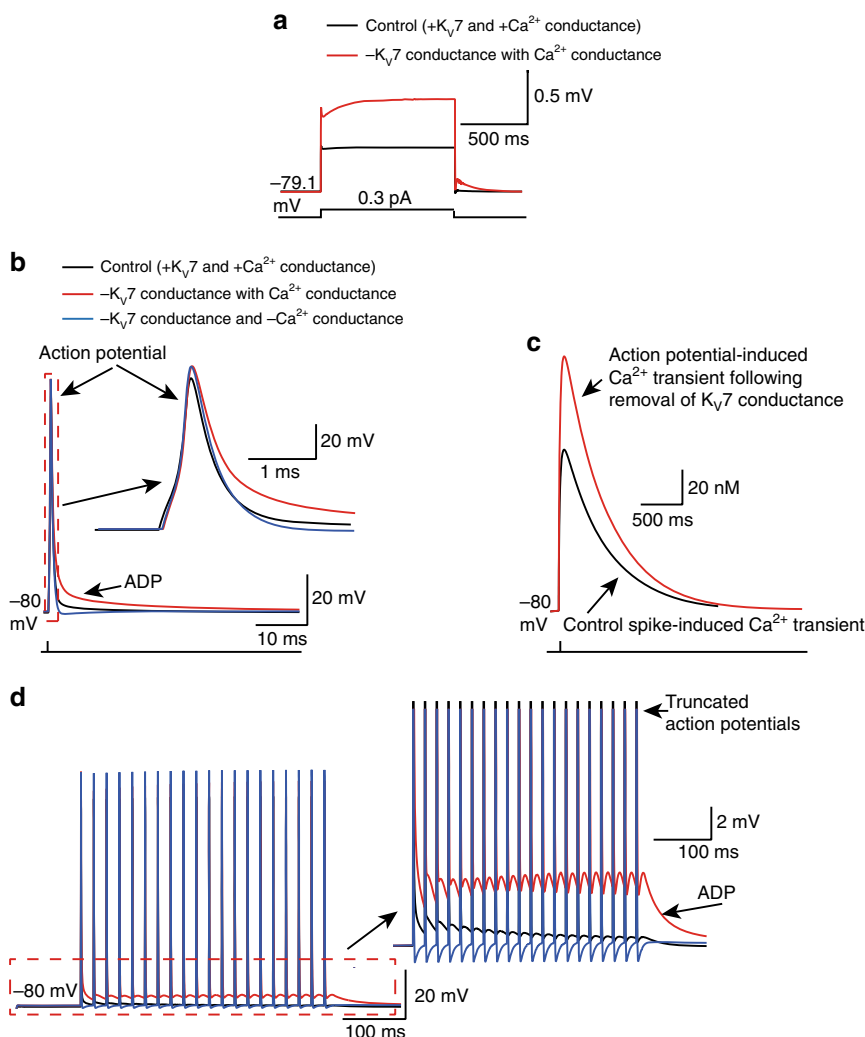 a
Control (+KV7 and +Ca2+ conductance)
–KV7 conductance with Ca2+ conductance
0.5 mV
500 ms
–79.1
mV
0.3 pA
b
Control (+KV7 and +Ca2+ conductance)
–KV7 conductance with Ca2+ conductance
–KV7 conductance and –Ca2+ conductance
Action potential
20 mV
1 ms
ADP
–80
mV
20 mV
10 ms
c
Action potential-induced
Ca2+ transient following
removal of KV7 conductance
20 nM
500 ms
–80
mV
Control spike-induced Ca2+ transient
d
Truncated
action potentials
2 mV
100 ms
ADP
–80 mV
20 mV
100 ms